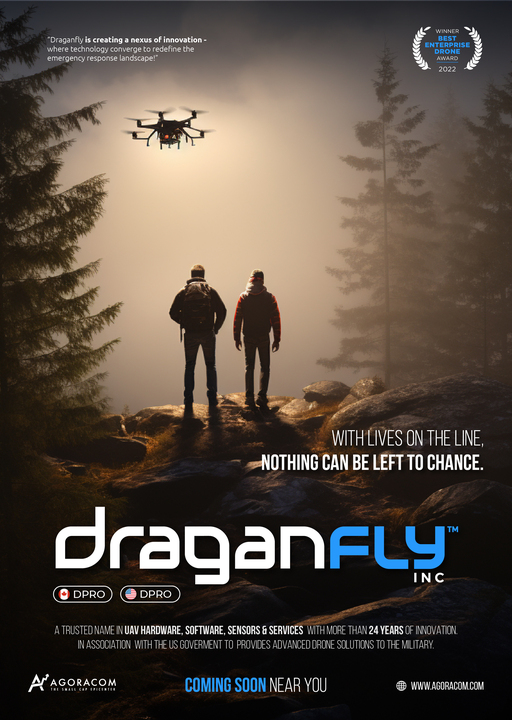 "Draganfly is creating a nexus of innovation -
where technology converge to redefine the
emergency response landscape!"
WINNER
BEST
ENTERPRISE
DRONE
AWARD
2022
WITH LIVES ON THE LINE,
NOTHING CAN BE LEFT TO CHANCE.
draganfly™
INC
DPRO
DPRO
A TRUSTED NAME IN UAV HARDWARE, SOFTWARE, SENSORS & SERVICES WITH MORE THAN 24 YEARS OF INNOVATION.
IN ASSOCIATION WITH THE US GOVERMENT TO PROVIDES ADVANCED DRONE SOLUTIONS TO THE MILITARY.
AGORACOM
THE SMALL CAP EPICENTER
COMING SOON NEAR YOU
WWW.AGORACOM.COM